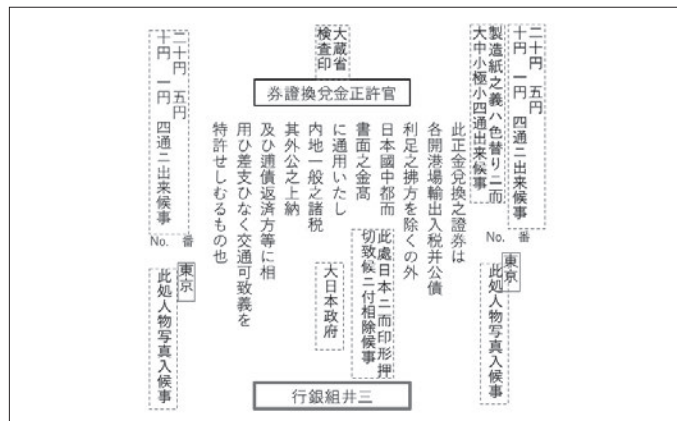 官許正金兌換證券
大蔵省
検査印
二十円 五円
十円 一円 四通ニ出来候事
製造紙之義ハ色替り二而
大中小極小四通出来候事
No. 番
東京
此処人物写真入候事
此正金兌換之證券は
各開港場輸出入税并公債
利足之拂方を除くの外
日本國中都而
書面之金髙
に通用いたし
内地一般之諸税
其外公之上納
及ひ逋債返済方等に相
用ひ差支ひなく交通可致義を
特許せしむるもの也
此處日本ニ而印形押
切致候ニ付相除候事
大日本政府
二十円 五円
十円 一円 四通ニ出来候事
No. 番
東京
此処人物写真入候事
三井組銀行